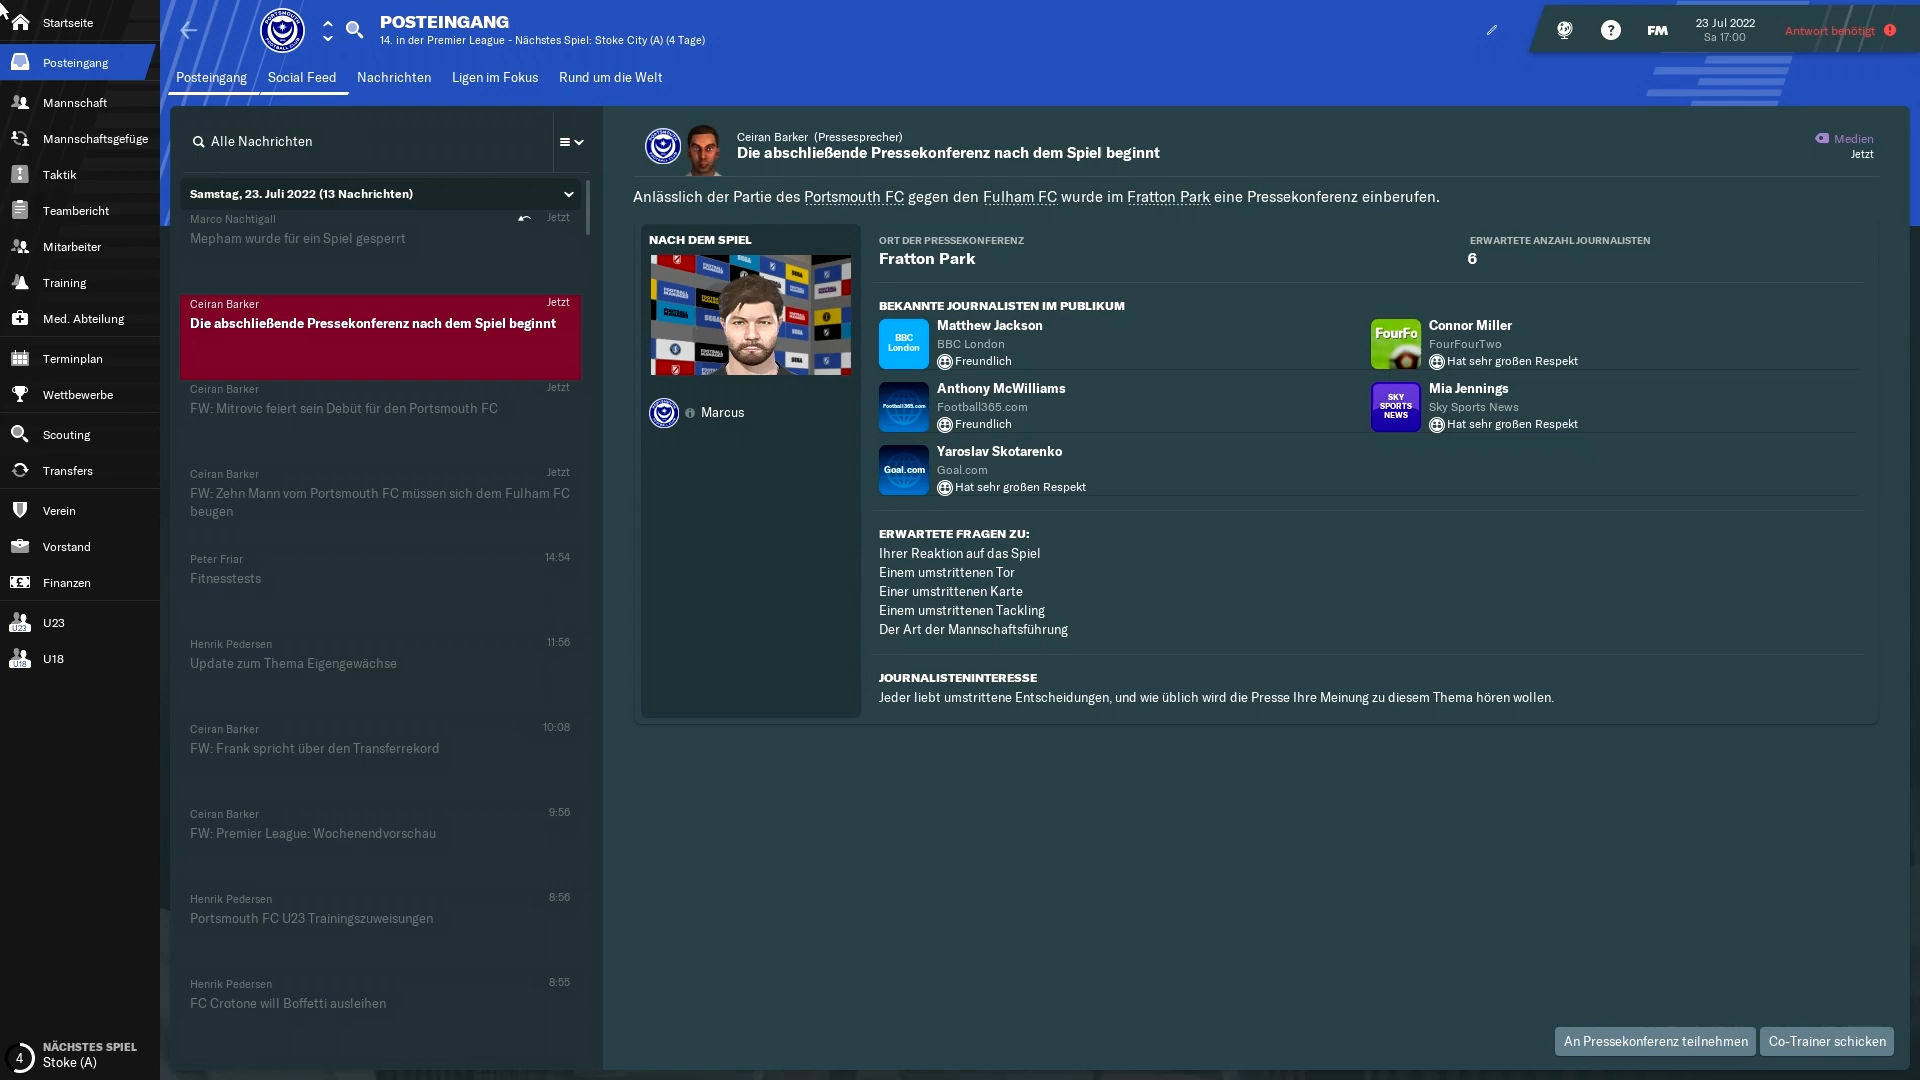 Startseite
Posteingang
Mannschaft
Mannschaftsgefüge
Taktik
Teambericht
Mitarbeiter
Training
Med. Abteilung
Terminplan
Wettbewerbe
Scouting
Transfers
Verein
Vorstand
Finanzen
U23
U23
U18
U18
4
NÄCHSTES SPIEL
Stoke (A)
POSTEINGANG
14. in der Premier League - Nächstes Spiel: Stoke City (A) (4 Tage)
? FM
23 Jul 2022
Sa 17:00
Antwort benötigt
Posteingang Social Feed Nachrichten Ligen im Fokus Rund um die Welt
Alle Nachrichten
Samstag, 23. Juli 2022 (13 Nachrichten)
Marco Nachtigall Jetzt
Mepham wurde für ein Spiel gesperrt
Ceiran Barker Jetzt
Die abschließende Pressekonferenz nach dem Spiel beginnt
Ceiran Barker Jetzt
FW: Mitrovic feiert sein Debüt für den Portsmouth FC
Ceiran Barker Jetzt
FW: Zehn Mann vom Portsmouth FC müssen sich dem Fulham FC
beugen
Peter Friar 14:54
Fitnesstests
Henrik Pedersen 11:56
Update zum Thema Eigengewächse
Ceiran Barker 10:08
FW: Frank spricht über den Transferrekord
Ceiran Barker 9:56
FW: Premier League: Wochenendvorschau
Henrik Pedersen 8:56
Portsmouth FC U23 Trainingszuweisungen
Henrik Pedersen 8:55
FC Crotone will Boffetti ausleihen
Ceiran Barker (Pressesprecher)
Die abschließende Pressekonferenz nach dem Spiel beginnt
Medien
Jetzt
Anlässlich der Partie des Portsmouth FC gegen den Fulham FC wurde im Fratton Park eine Pressekonferenz einberufen.
NACH DEM SPIEL
Marcus
ORT DER PRESSEKONFERENZ
Fratton Park
ERWARTETE ANZAHL JOURNALISTEN
6
BEKANNTE JOURNALISTEN IM PUBLIKUM
BBC
London
Matthew Jackson
BBC London
Freundlich
FourFo
Connor Miller
FourFourTwo
Hat sehr großen Respekt
Football365.com
Anthony McWilliams
Football365.com
Freundlich
SKY
SPORTS
NEWS
Mia Jennings
Sky Sports News
Hat sehr großen Respekt
Goal.com
Yaroslav Skotarenko
Goal.com
Hat sehr großen Respekt
ERWARTETE FRAGEN ZU:
Ihrer Reaktion auf das Spiel
Einem umstrittenen Tor
Einer umstrittenen Karte
Einem umstrittenen Tackling
Der Art der Mannschaftsführung
JOURNALISTENINTERESSE
Jeder liebt umstrittene Entscheidungen, und wie üblich wird die Presse Ihre Meinung zu diesem Thema hören wollen.
An Pressekonferenz teilnehmen
Co-Trainer schicken